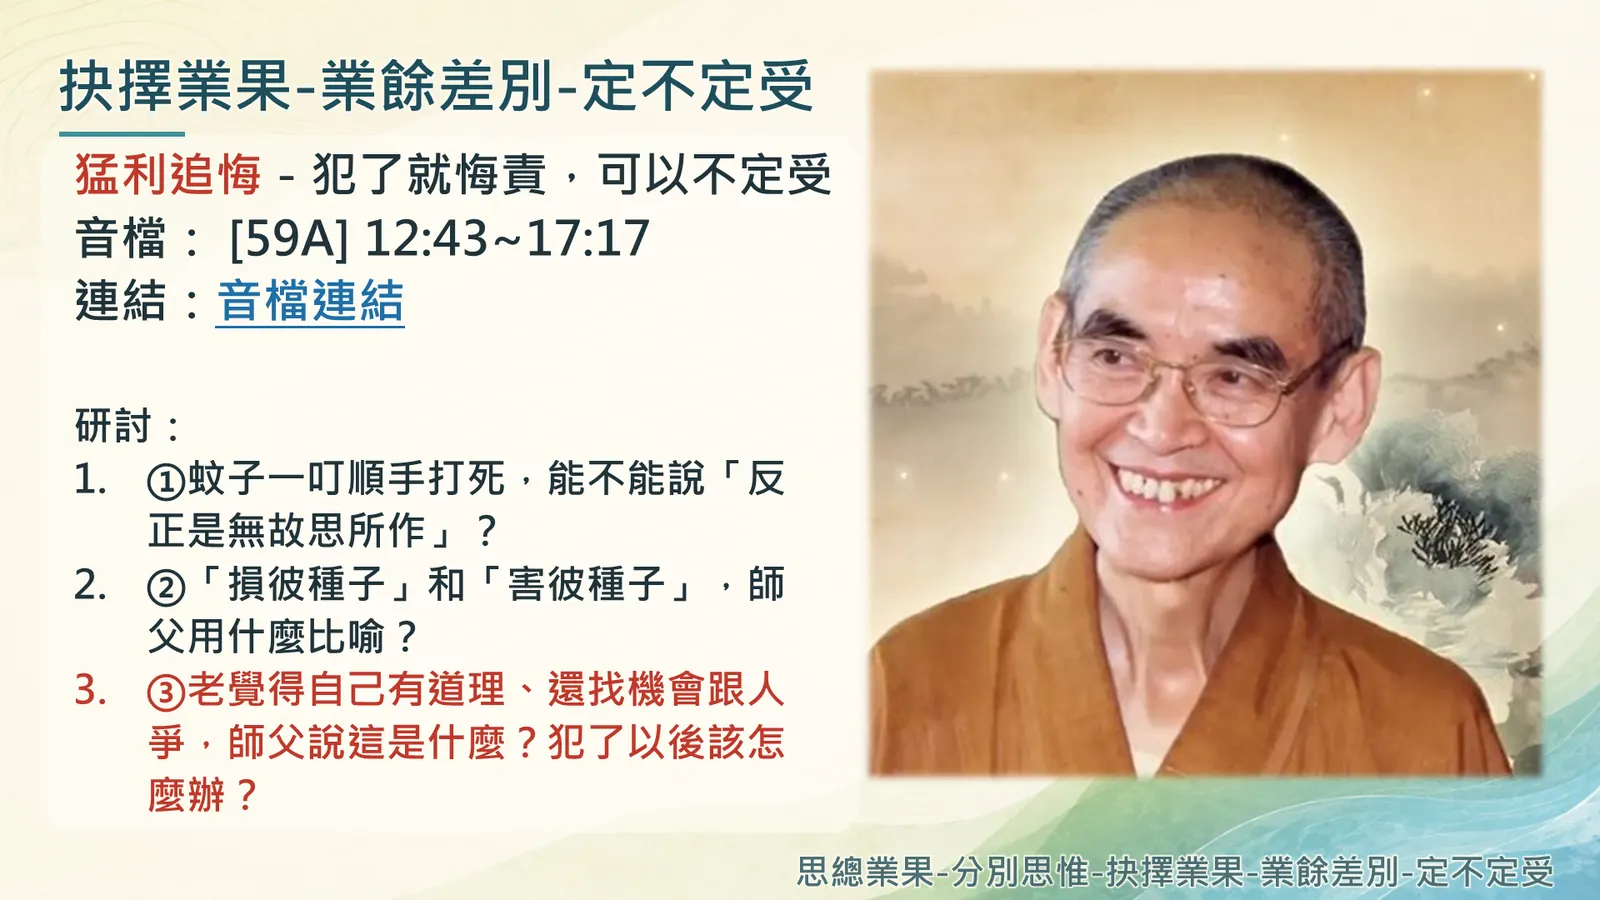 抉擇業果-業餘差別-定不定受
猛利追悔 - 犯了就悔責，可以不定受
音檔： [59A] 12:43~17:17
連結：音檔連結
研討：
1. ①蚊子一叮順手打死，能不能說「反
正是無故思所作」？
2. ②「損彼種子」和「害彼種子」，師
父用什麼比喻？
3. ③老覺得自己有道理、還找機會跟人
爭，師父說這是什麼？犯了以後該怎
麼辦？
思總業果-分別思惟-抉擇業果-業餘差別-定不定受